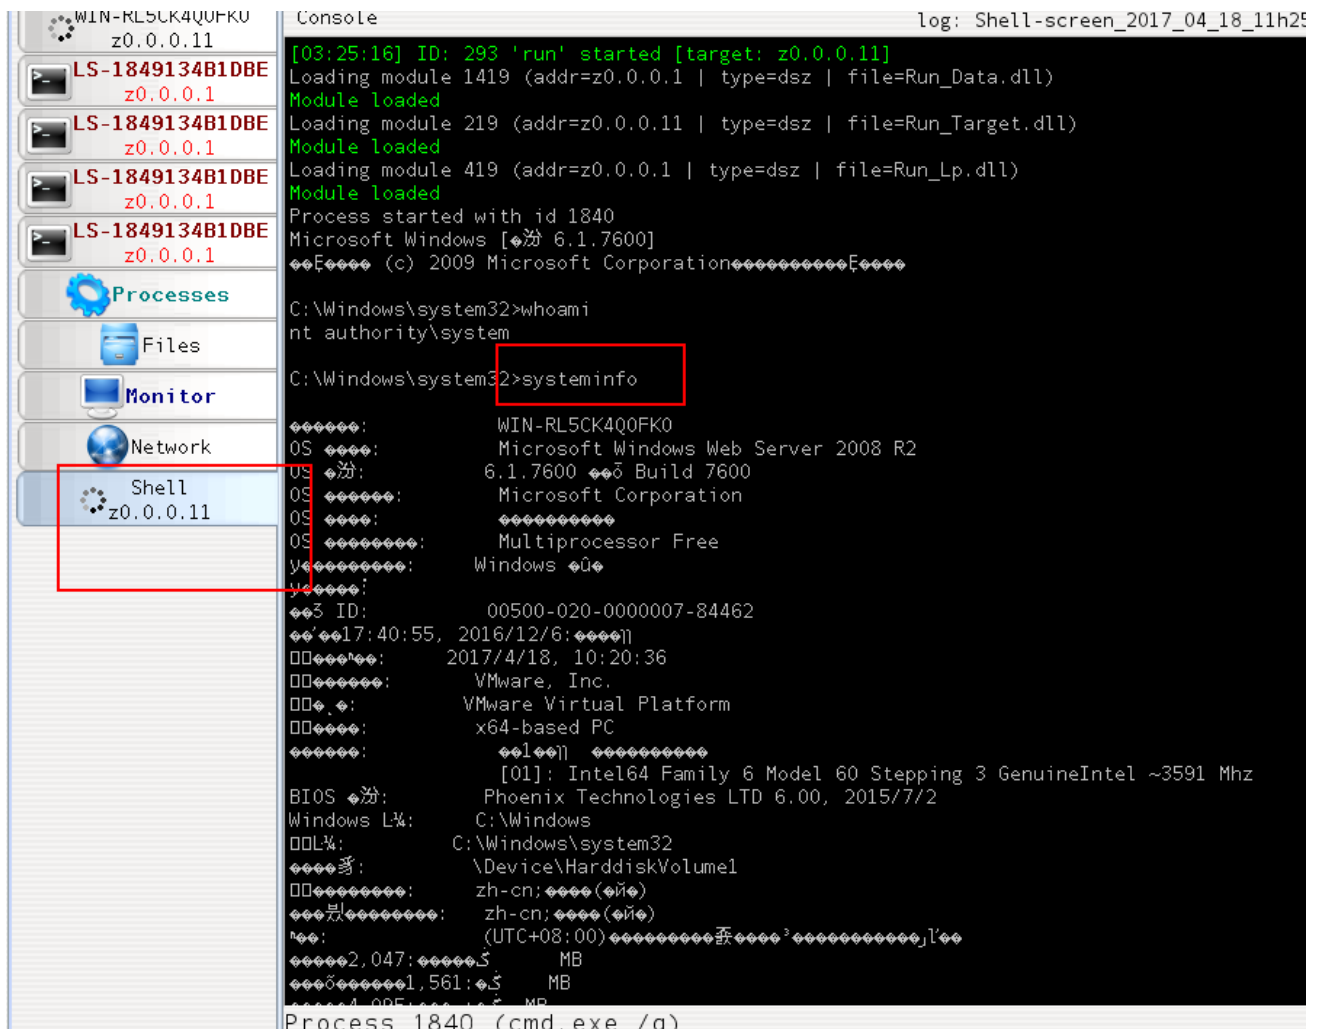 WIN-RL5CK4Q0FK0
z0.0.0.11
LS-1849134B1DBE
z0.0.0.1
LS-1849134B1DBE
z0.0.0.1
LS-1849134B1DBE
z0.0.0.1
LS-1849134B1DBE
z0.0.0.1
Processes
Files
Monitor
Network
Shell
z0.0.0.11
Console
log: Shell-screen_2017_04_18_11h25
[03:25:16] ID: 293 'run' started [target: z0.0.0.11]
Loading module 1419 (addr=z0.0.0.1 | type=dsz | file=Run_Data.dll)
Module loaded
Loading module 219 (addr=z0.0.0.11 | type=dsz | file=Run_Target.dll)
Module loaded
Loading module 419 (addr=z0.0.0.1 | type=dsz | file=Run_Lp.dll)
Module loaded
Process started with id 1840
Microsoft Windows [ 6.1.7600]
(c) 2009 Microsoft Corporation
C:\Windows\system32>whoami
nt authority\system
C:\Windows\system32>systeminfo
WIN-RL5CK4Q0FK0
OS : Microsoft Windows Web Server 2008 R2
OS : 6.1.7600 Build 7600
OS : Microsoft Corporation
OS :
OS : Multiprocessor Free
Windows
ID: 00500-020-0000007-84462
17:40:55, 2016/12/6:
2017/4/18, 10:20:36
VMware, Inc.
VMware Virtual Platform
x64-based PC
[01]: Intel64 Family 6 Model 60 Stepping 3 GenuineIntel ~3591 Mhz
BIOS : Phoenix Technologies LTD 6.00, 2015/7/2
Windows L¼: C:\Windows
L¼: C:\Windows\system32
\Device\HarddiskVolume1
zh-cn;
zh-cn;
(UTC+08:00)
2,047: MB
1,561: MB
MB
Process 1840 (cmd.exe /q)